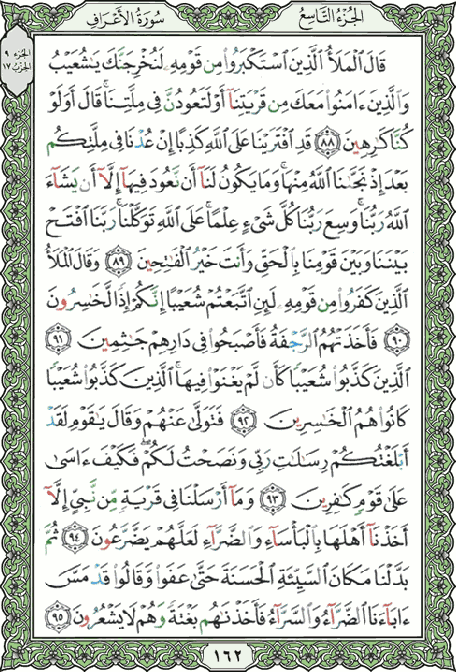 الجزء التاسع
سورة الأعراف
الجزء ٩
الحزب ١٧
قَالَ ٱلْمَلَأُ ٱلَّذِينَ ٱسْتَكْبَرُوا۟ مِن قَوْمِهِۦ لَنُخْرِجَنَّكَ يَـٰشُعَيْبُ
وَٱلَّذِينَ ءَامَنُوا۟ مَعَكَ مِن قَرْيَتِنَآ أَوْ لَتَعُودُنَّ فِى مِلَّتِنَا ۚ قَالَ أَوَلَوْ
كُنَّا كَـٰرِهِينَ ٨٨ قَدِ ٱفْتَرَيْنَا عَلَى ٱللَّهِ كَذِبًا إِنْ عُدْنَا فِى مِلَّتِكُم
بَعْدَ إِذْ نَجَّىٰنَا ٱللَّهُ مِنْهَا ۚ وَمَا يَكُونُ لَنَآ أَن نَّعُودَ فِيهَآ إِلَّآ أَن يَشَآءَ
ٱللَّهُ رَبُّنَا ۚ وَسِعَ رَبُّنَا كُلَّ شَىْءٍ عِلْمًا ۚ عَلَى ٱللَّهِ تَوَكَّلْنَا ۚ رَبَّنَا ٱفْتَحْ
بَيْنَنَا وَبَيْنَ قَوْمِنَا بِٱلْحَقِّ وَأَنتَ خَيْرُ ٱلْفَـٰتِحِينَ ٨٩ وَقَالَ ٱلْمَلَأُ
ٱلَّذِينَ كَفَرُوا۟ مِن قَوْمِهِۦ لَئِنِ ٱتَّبَعْتُمْ شُعَيْبًا إِنَّكُمْ إِذًا لَّخَـٰسِرُونَ
٩٠ فَأَخَذَتْهُمُ ٱلرَّجْفَةُ فَأَصْبَحُوا۟ فِى دَارِهِمْ جَـٰثِمِينَ ٩١
ٱلَّذِينَ كَذَّبُوا۟ شُعَيْبًا كَأَن لَّمْ يَغْنَوْا۟ فِيهَا ۚ ٱلَّذِينَ كَذَّبُوا۟ شُعَيْبًا
كَانُوا۟ هُمُ ٱلْخَـٰسِرِينَ ٩٢ فَتَوَلَّىٰ عَنْهُمْ وَقَالَ يَـٰقَوْمِ لَقَدْ
أَبْلَغْتُكُمْ رِسَـٰلَـٰتِ رَبِّى وَنَصَحْتُ لَكُمْ ۖ فَكَيْفَ ءَاسَىٰ
عَلَىٰ قَوْمٍ كَـٰفِرِينَ ٩٣ وَمَآ أَرْسَلْنَا فِى قَرْيَةٍ مِّن نَّبِىٍّ إِلَّآ
أَخَذْنَآ أَهْلَهَا بِٱلْبَأْسَآءِ وَٱلضَّرَّآءِ لَعَلَّهُمْ يَضَّرَّعُونَ ٩٤ ثُمَّ
بَدَّلْنَا مَكَانَ ٱلسَّيِّئَةِ ٱلْحَسَنَةَ حَتَّىٰ عَفَوا۟ وَّقَالُوا۟ قَدْ مَسَّ
ءَابَآءَنَا ٱلضَّرَّآءُ وَٱلسَّرَّآءُ فَأَخَذْنَـٰهُم بَغْتَةً وَهُمْ لَا يَشْعُرُونَ ٩٥
١٦٢